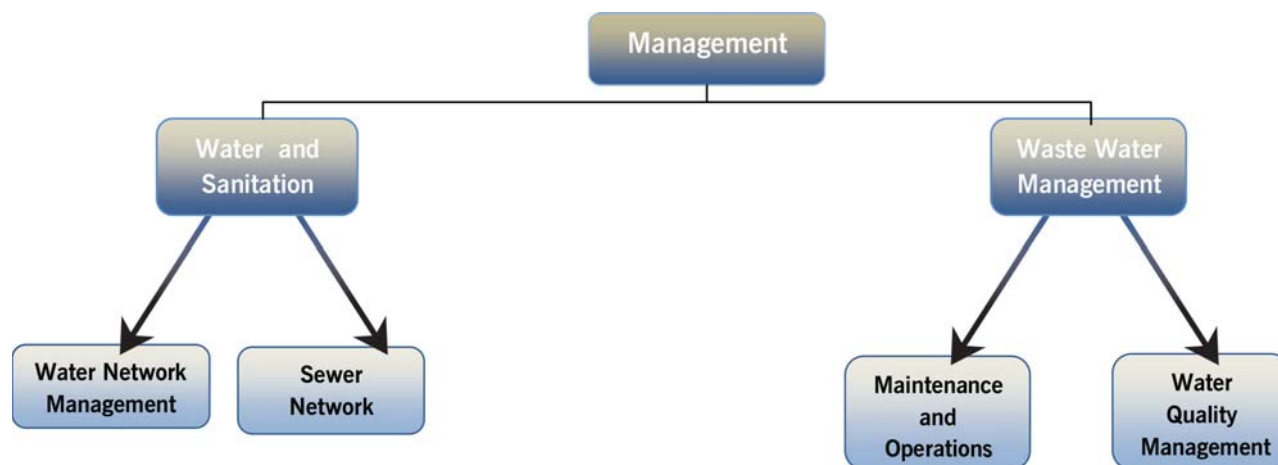 Management
Water and
Sanitation
Waste Water
Management
Water Network
Management
Sewer
Network
Maintenance
and
Operations
Water
Quality
Management